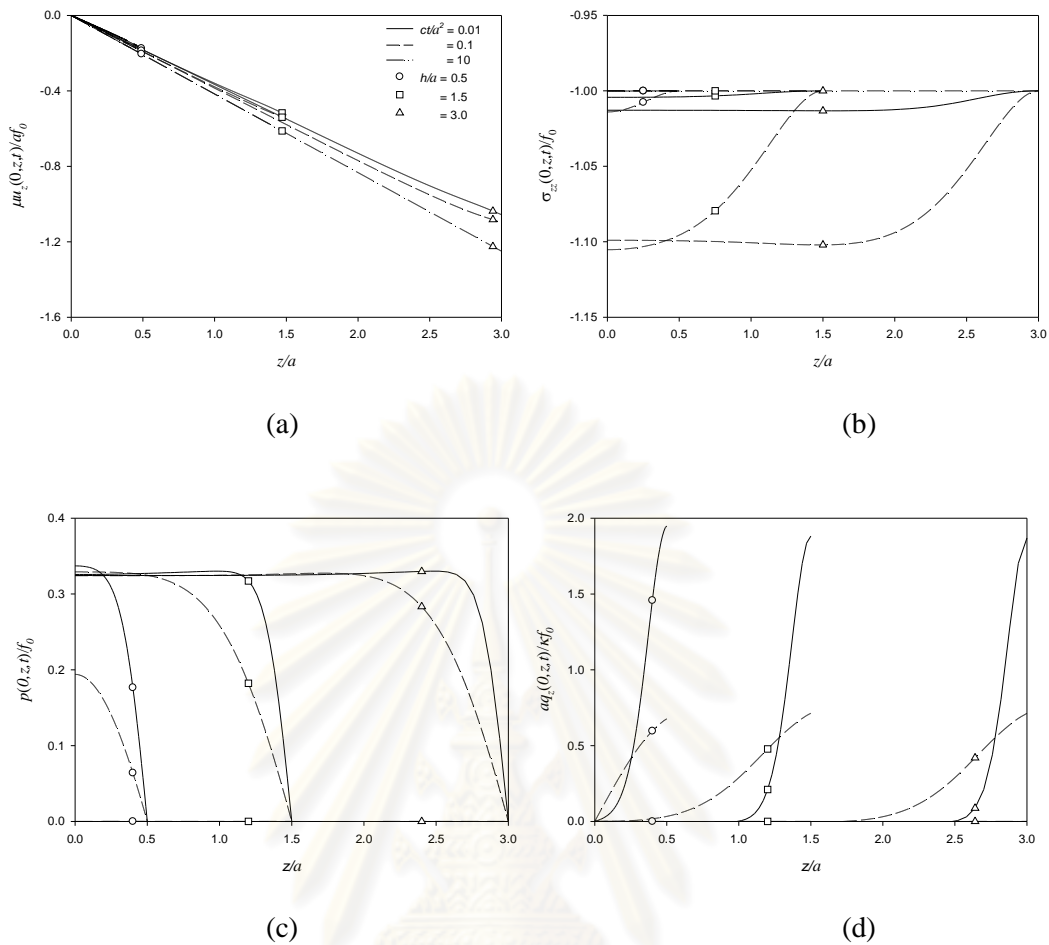 0.0
-0.4
-0.8
-1.2
-1.6
0.0 0.5 1.0 1.5 2.0 2.5 3.0
z/a
μu_z(0,z,t)/af_0
ct/a² = 0.01
= 0.1
= 10
h/a = 0.5
= 1.5
= 3.0
(a)
-0.95
-1.00
-1.05
-1.10
-1.15
0.0 0.5 1.0 1.5 2.0 2.5 3.0
z/a
σ_zz(0,z,t)/f_0
(b)
0.4
0.3
0.2
0.1
0.0
0.0 0.5 1.0 1.5 2.0 2.5 3.0
z/a
p(0,z,t)/f_0
(c)
2.0
1.5
1.0
0.5
0.0
0.0 0.5 1.0 1.5 2.0 2.5 3.0
z/a
aq_z(0,z,t)/κf_0
(d)